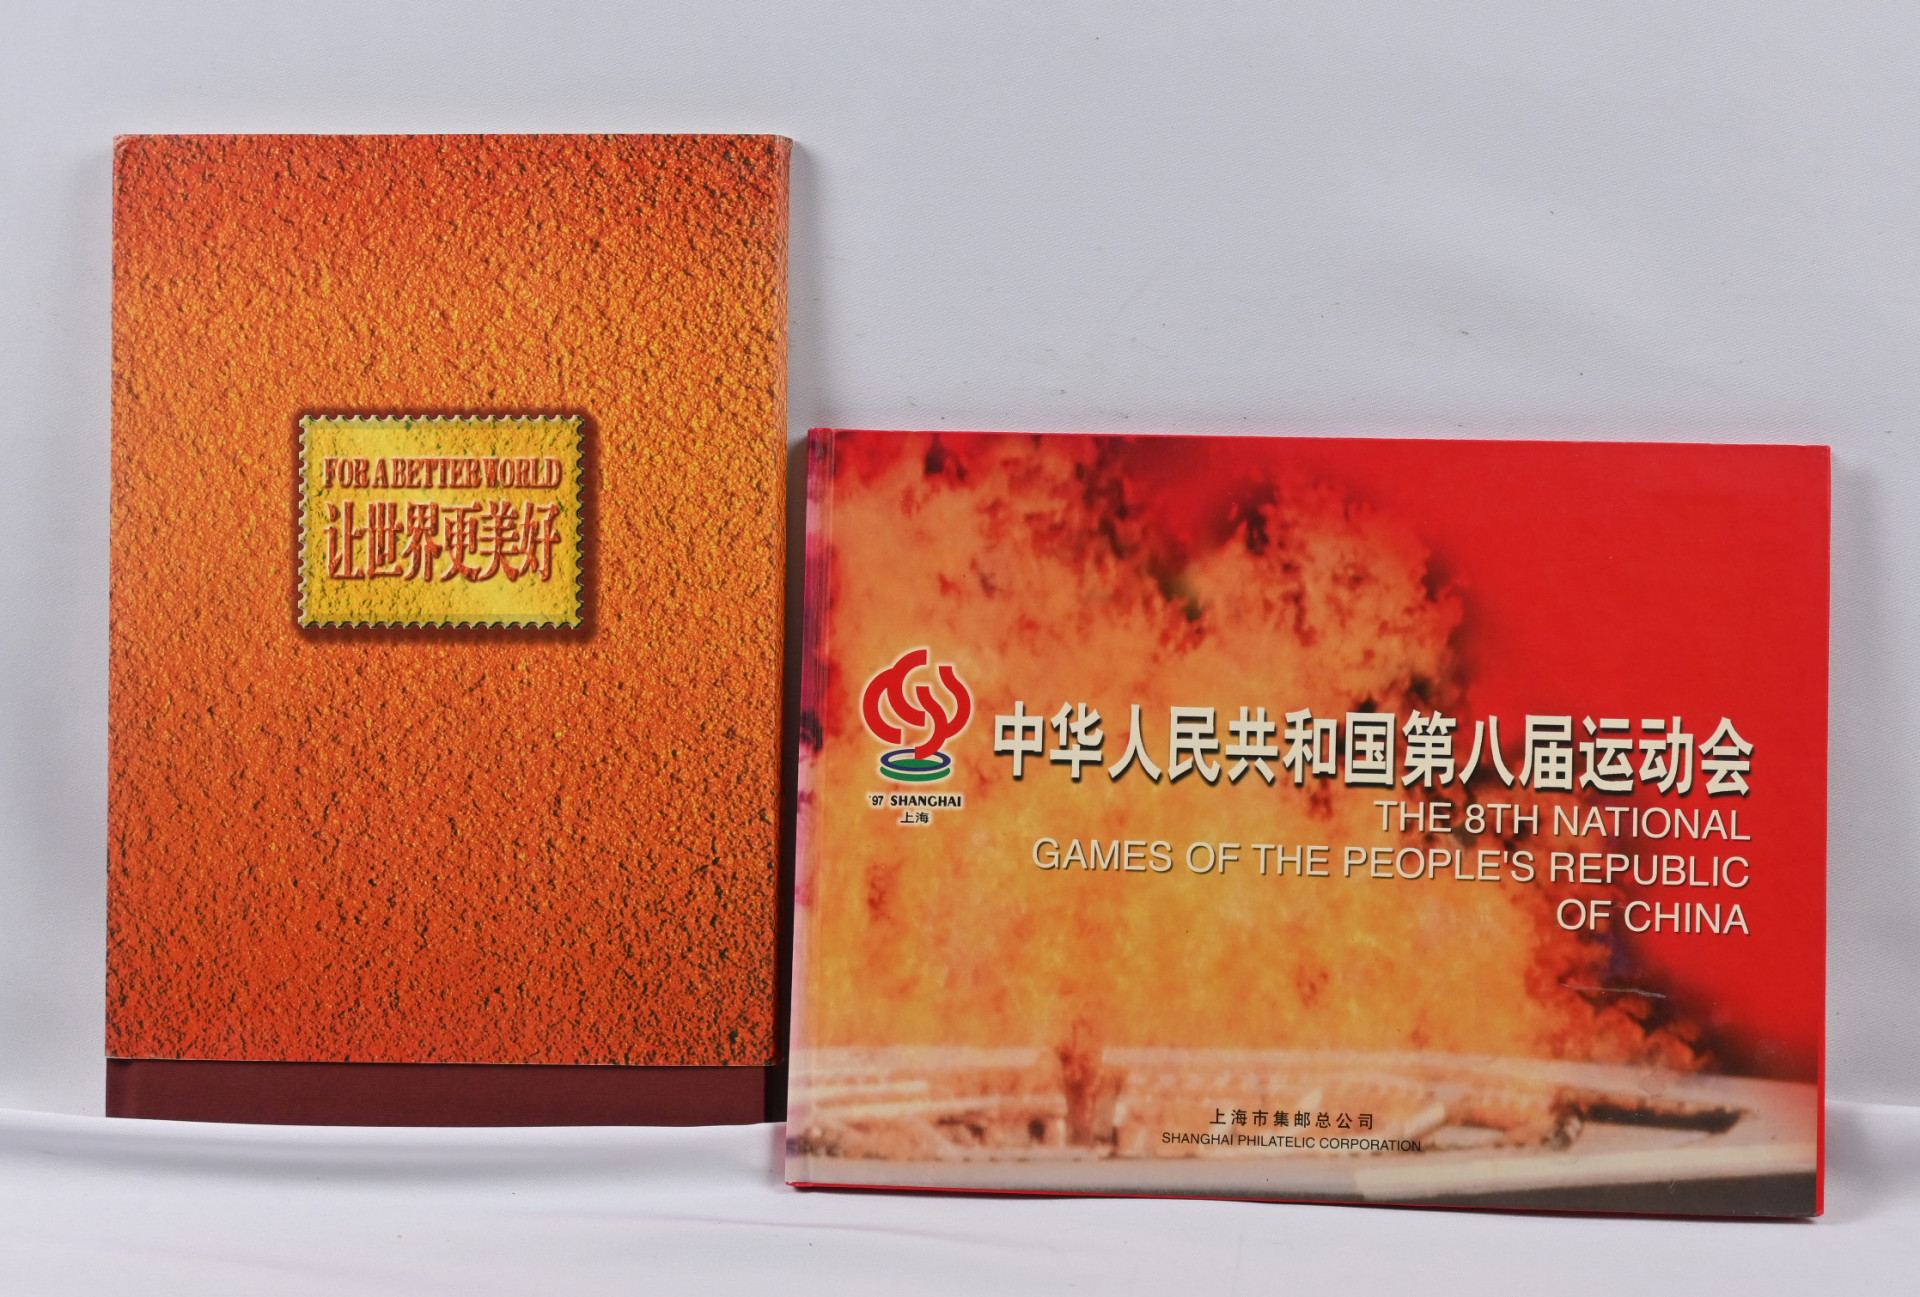 FOR A BETTER WORLD
让世界更美好
'97 SHANGHAI
上海
中华人民共和国第八届运动会
THE 8TH NATIONAL
GAMES OF THE PEOPLE'S REPUBLIC
OF CHINA
上海市集邮总公司
SHANGHAI PHILATELIC CORPORATION